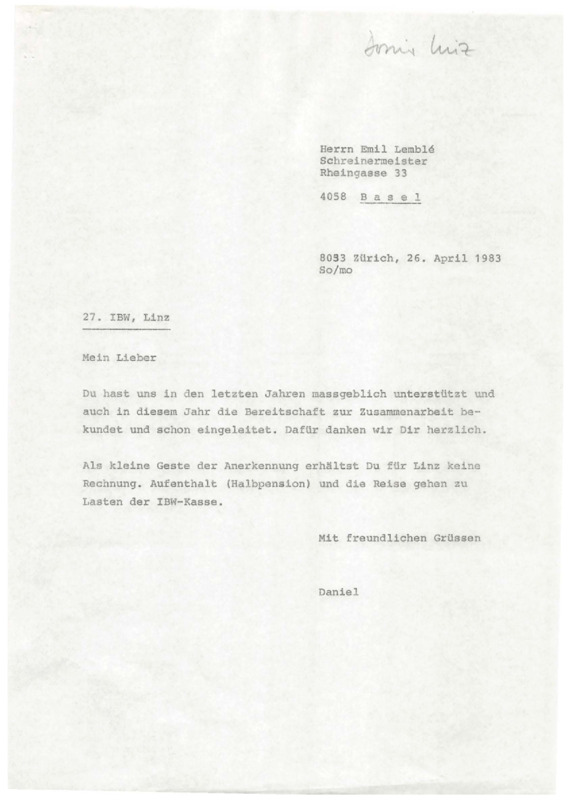 Linz
Herrn Emil Lemblé
Schreinermeister
Rheingasse 33
4058 B a s e l
8033 Zürich, 26. April 1983
So/mo
27. IBW, Linz
Mein Lieber
Du hast uns in den letzten Jahren massgeblich unterstützt und
auch in diesem Jahr die Bereitschaft zur Zusammenarbeit be-
kundet und schon eingeleitet. Dafür danken wir Dir herzlich.
Als kleine Geste der Anerkennung erhältst Du für Linz keine
Rechnung. Aufenthalt (Halbpension) und die Reise gehen zu
Lasten der IBW-Kasse.
Mit freundlichen Grüssen
Daniel